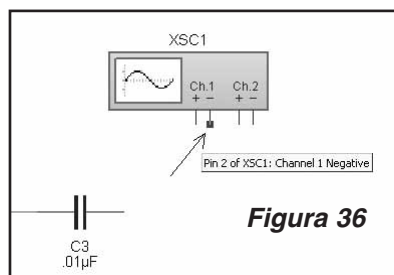 XSC1
Ch.1 Ch.2
+ − + −
Pin 2 of XSC1: Channel 1 Negative
Figura 36
C3
.01µF